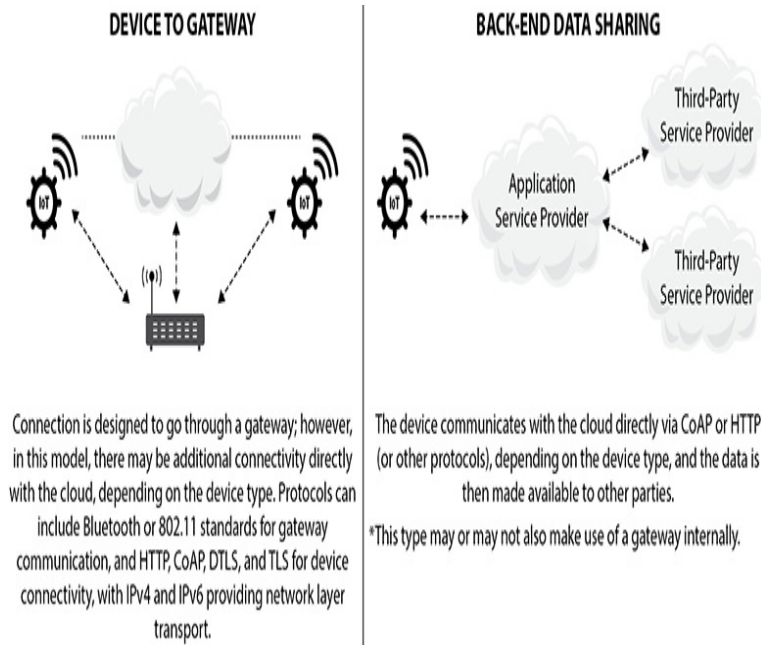 DEVICE TO GATEWAY
IoT
IoT
Connection is designed to go through a gateway; however,
in this model, there may be additional connectivity directly
with the cloud, depending on the device type. Protocols can
include Bluetooth or 802.11 standards for gateway
communication, and HTTP, CoAP, DTLS, and TLS for device
connectivity, with IPv4 and IPv6 providing network layer
transport.
BACK-END DATA SHARING
IoT
Application
Service Provider
Third-Party
Service Provider
Third-Party
Service Provider
The device communicates with the cloud directly via CoAP or HTTP
(or other protocols), depending on the device type, and the data is
then made available to other parties.
*This type may or may not also make use of a gateway internally.